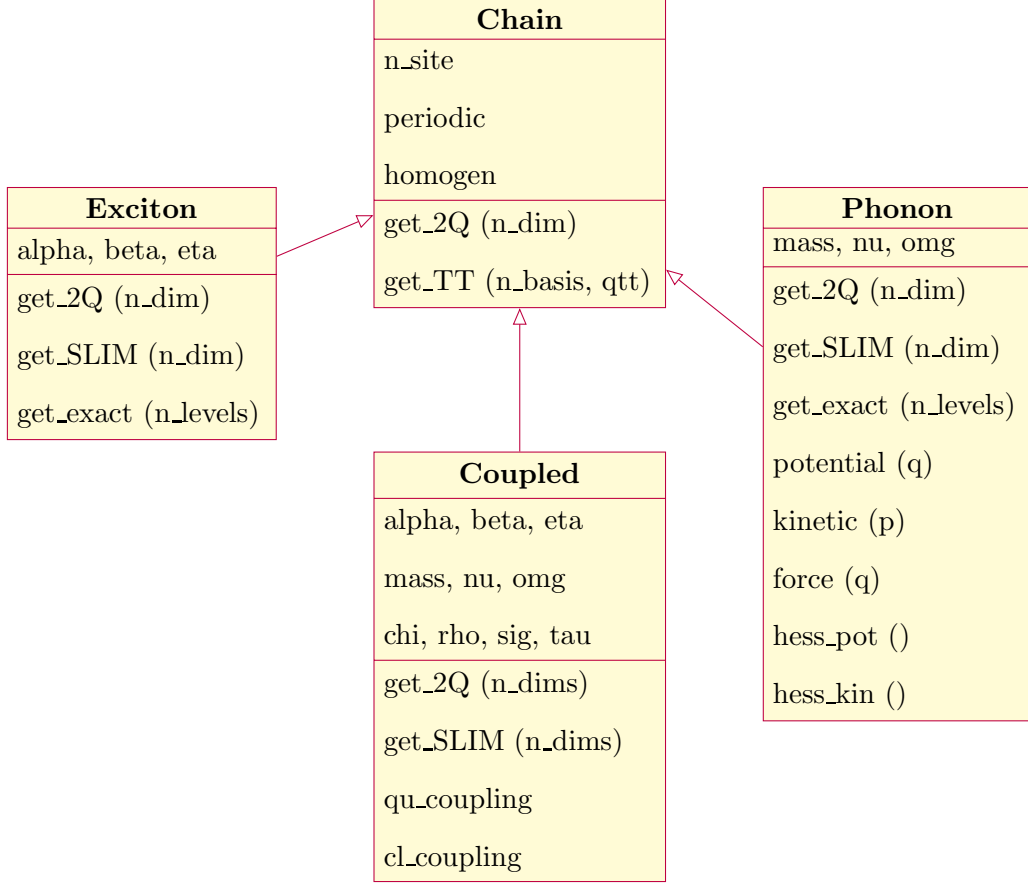 Chain
n_site
periodic
homogen
get_2Q (n_dim)
get_TT (n_basis, qtt)
Exciton
alpha, beta, eta
get_2Q (n_dim)
get_SLIM (n_dim)
get_exact (n_levels)
Phonon
mass, nu, omg
get_2Q (n_dim)
get_SLIM (n_dim)
get_exact (n_levels)
potential (q)
kinetic (p)
force (q)
hess_pot ()
hess_kin ()
Coupled
alpha, beta, eta
mass, nu, omg
chi, rho, sig, tau
get_2Q (n_dims)
get_SLIM (n_dims)
qu_coupling
cl_coupling